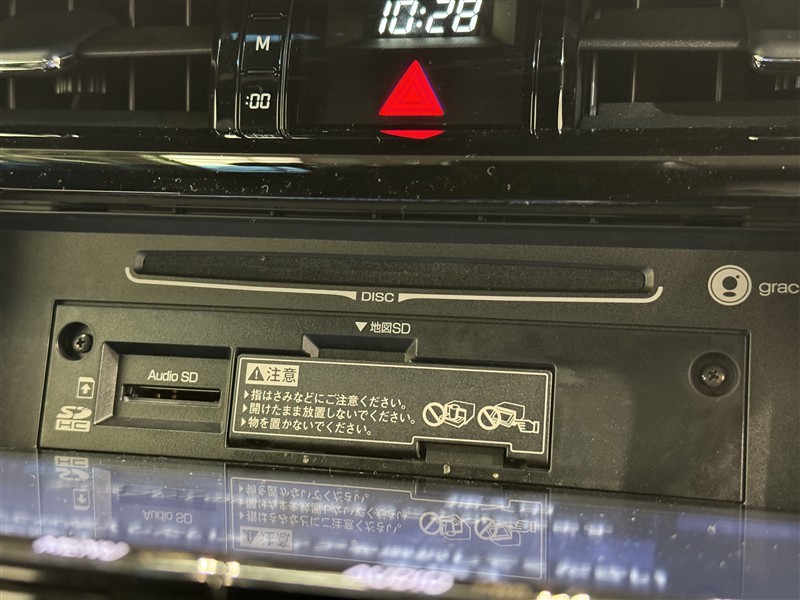 10:28
M
:00
DISC
grac
▼地図SD
Audio SD
⚠注意
▶指はさみなどにご注意ください。
▶開けたまま放置しないでください。
▶物を置かないでください。
SD
HC